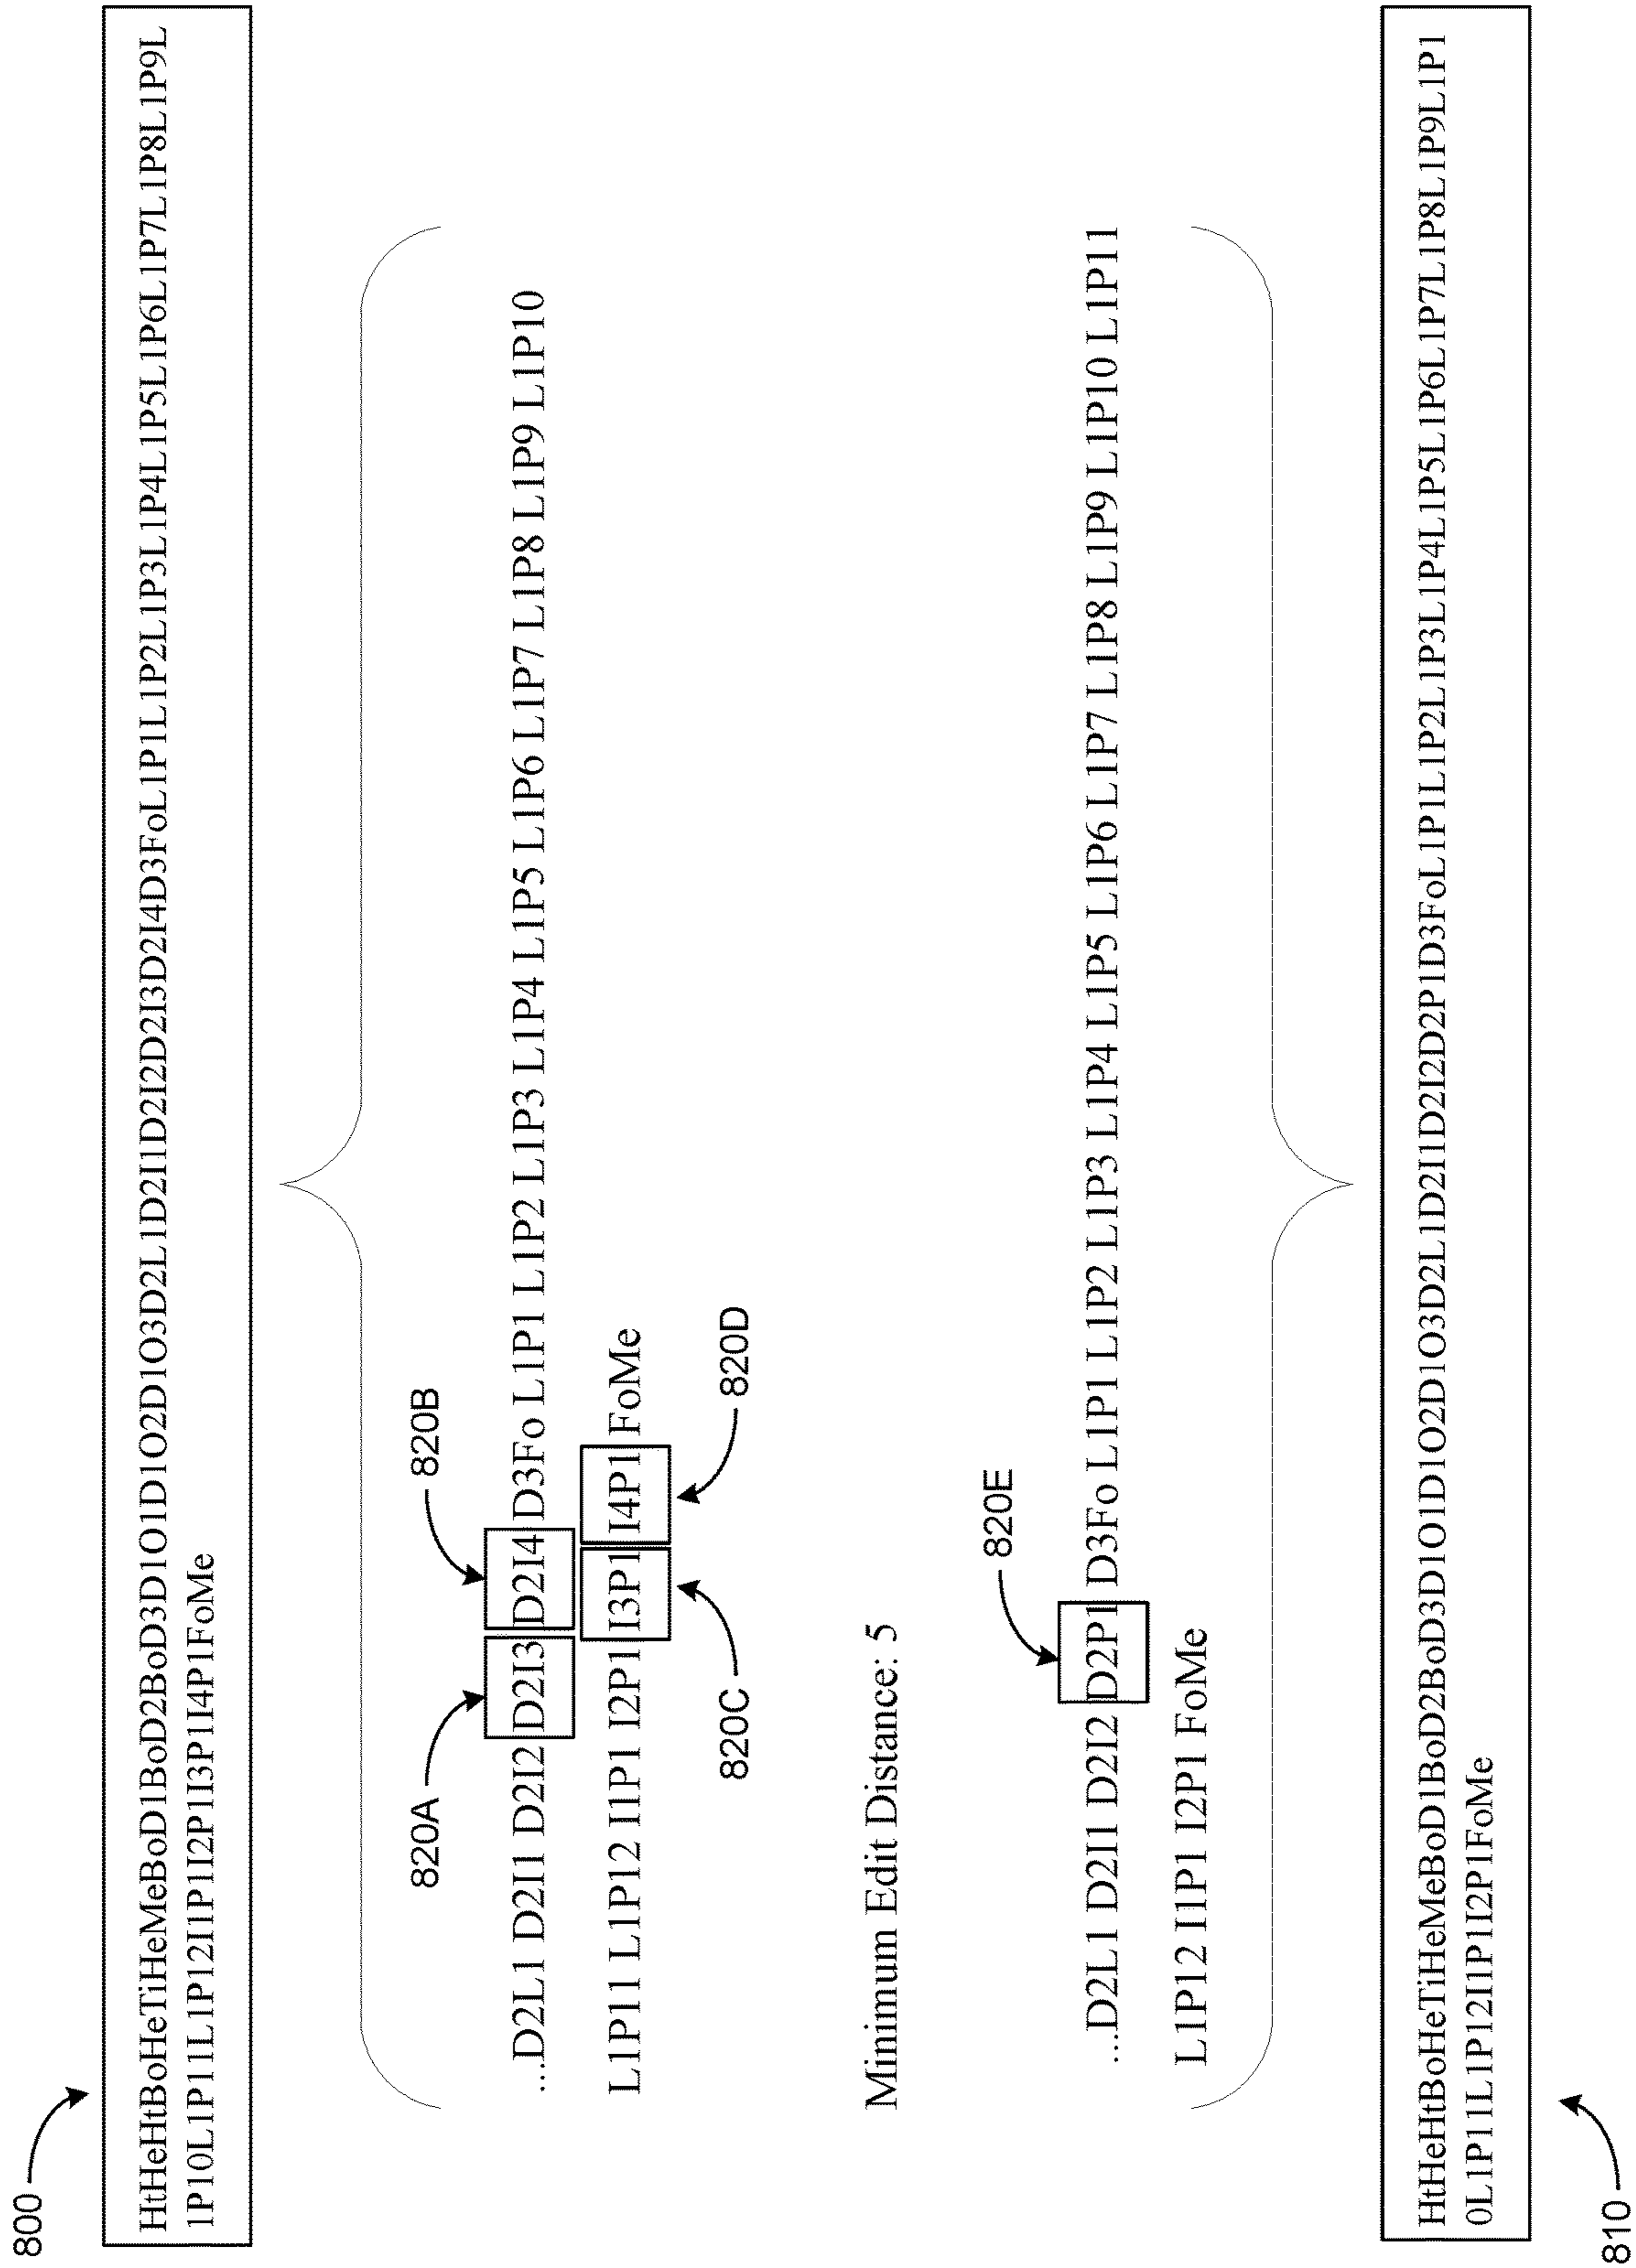 800
HtHeHtBoHeTiHeMeBoD1BoD2BoD3D1O1D1O2D1O3D2L1D2I1D2I2D2I3D2I4D3FoL1P1L1P2L1P3L1P4L1P5L1P6L1P7L1P8L1P9L
1P10L1P11L1P12I1P1I2P1I3P1I4P1FoMe
820A
820B
...D2L1 D2I1 D2I2 D2I3 D2I4 D3Fo L1P1 L1P2 L1P3 L1P4 L1P5 L1P6 L1P7 L1P8 L1P9 L1P10
L1P11 L1P12 I1P1 I2P1 I3P1 I4P1 FoMe
820C
820D
Minimum Edit Distance: 5
820E
...D2L1 D2I1 D2I2 D2P1 D3Fo L1P1 L1P2 L1P3 L1P4 L1P5 L1P6 L1P7 L1P8 L1P9 L1P10 L1P11
L1P12 I1P1 I2P1 FoMe
HtHeHtBoHeTiHeMeBoD1BoD2BoD3D1O1D1O2D1O3D2L1D2I1D2I2D2P1D3FoL1P1L1P2L1P3L1P4L1P5L1P6L1P7L1P8L1P9L1P1
0L1P11L1P12I1P1I2P1FoMe
810